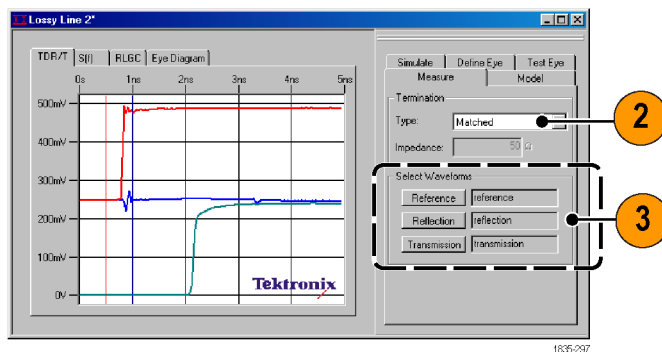 Lossy Line 2*
TDR/T S(f) RLGC Eye Diagram
0s 1ns 2ns 3ns 4ns 5ns
500mV
400mV
300mV
200mV
100mV
0V
Tektronix
Simulate Define Eye Test Eye
Measure Model
Termination
Type: Matched
Impedance: 50 Ω
Select Waveforms
Reference reference
Reflection reflection
Transmission transmission
2
3
1835-297